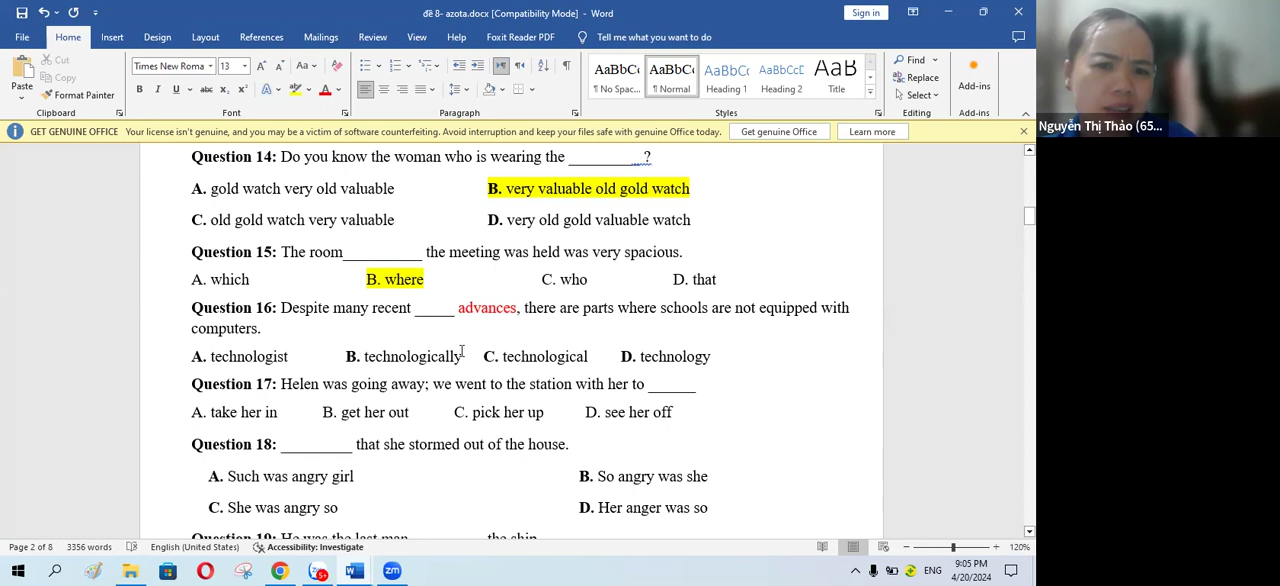 đề 8- azota.docx [Compatibility Mode] - Word
Sign in
File Home Insert Design Layout References Mailings Review View Help Foxit Reader PDF Tell me what you want to do
Paste
Cut
Copy
Format Painter
Clipboard
Times New Roma 13
Font
Paragraph
AaBbCc AaBbCc AaBbCc AaBbCcD AaB
¶ No Spac... ¶ Normal Heading 1 Heading 2 Title
Styles
Find
Replace
Select
Editing
Add-ins
Add-ins
GET GENUINE OFFICE Your license isn't genuine, and you may be a victim of software counterfeiting. Avoid interruption and keep your files safe with genuine Office today. Get genuine Office Learn more
Nguyễn Thị Thảo (65...
Question 14: Do you know the woman who is wearing the __________?
A. gold watch very old valuable B. very valuable old gold watch
C. old gold watch very valuable D. very old gold valuable watch
Question 15: The room__________ the meeting was held was very spacious.
A. which B. where C. who D. that
Question 16: Despite many recent _____ advances, there are parts where schools are not equipped with
computers.
A. technologist B. technologically C. technological D. technology
Question 17: Helen was going away; we went to the station with her to ______
A. take her in B. get her out C. pick her up D. see her off
Question 18: _________ that she stormed out of the house.
A. Such was angry girl B. So angry was she
C. She was angry so D. Her anger was so
Question 19: He was the last man the ship.
Page 2 of 8 3356 words English (United States) Accessibility: Investigate 120%
ENG 9:05 PM
4/20/2024